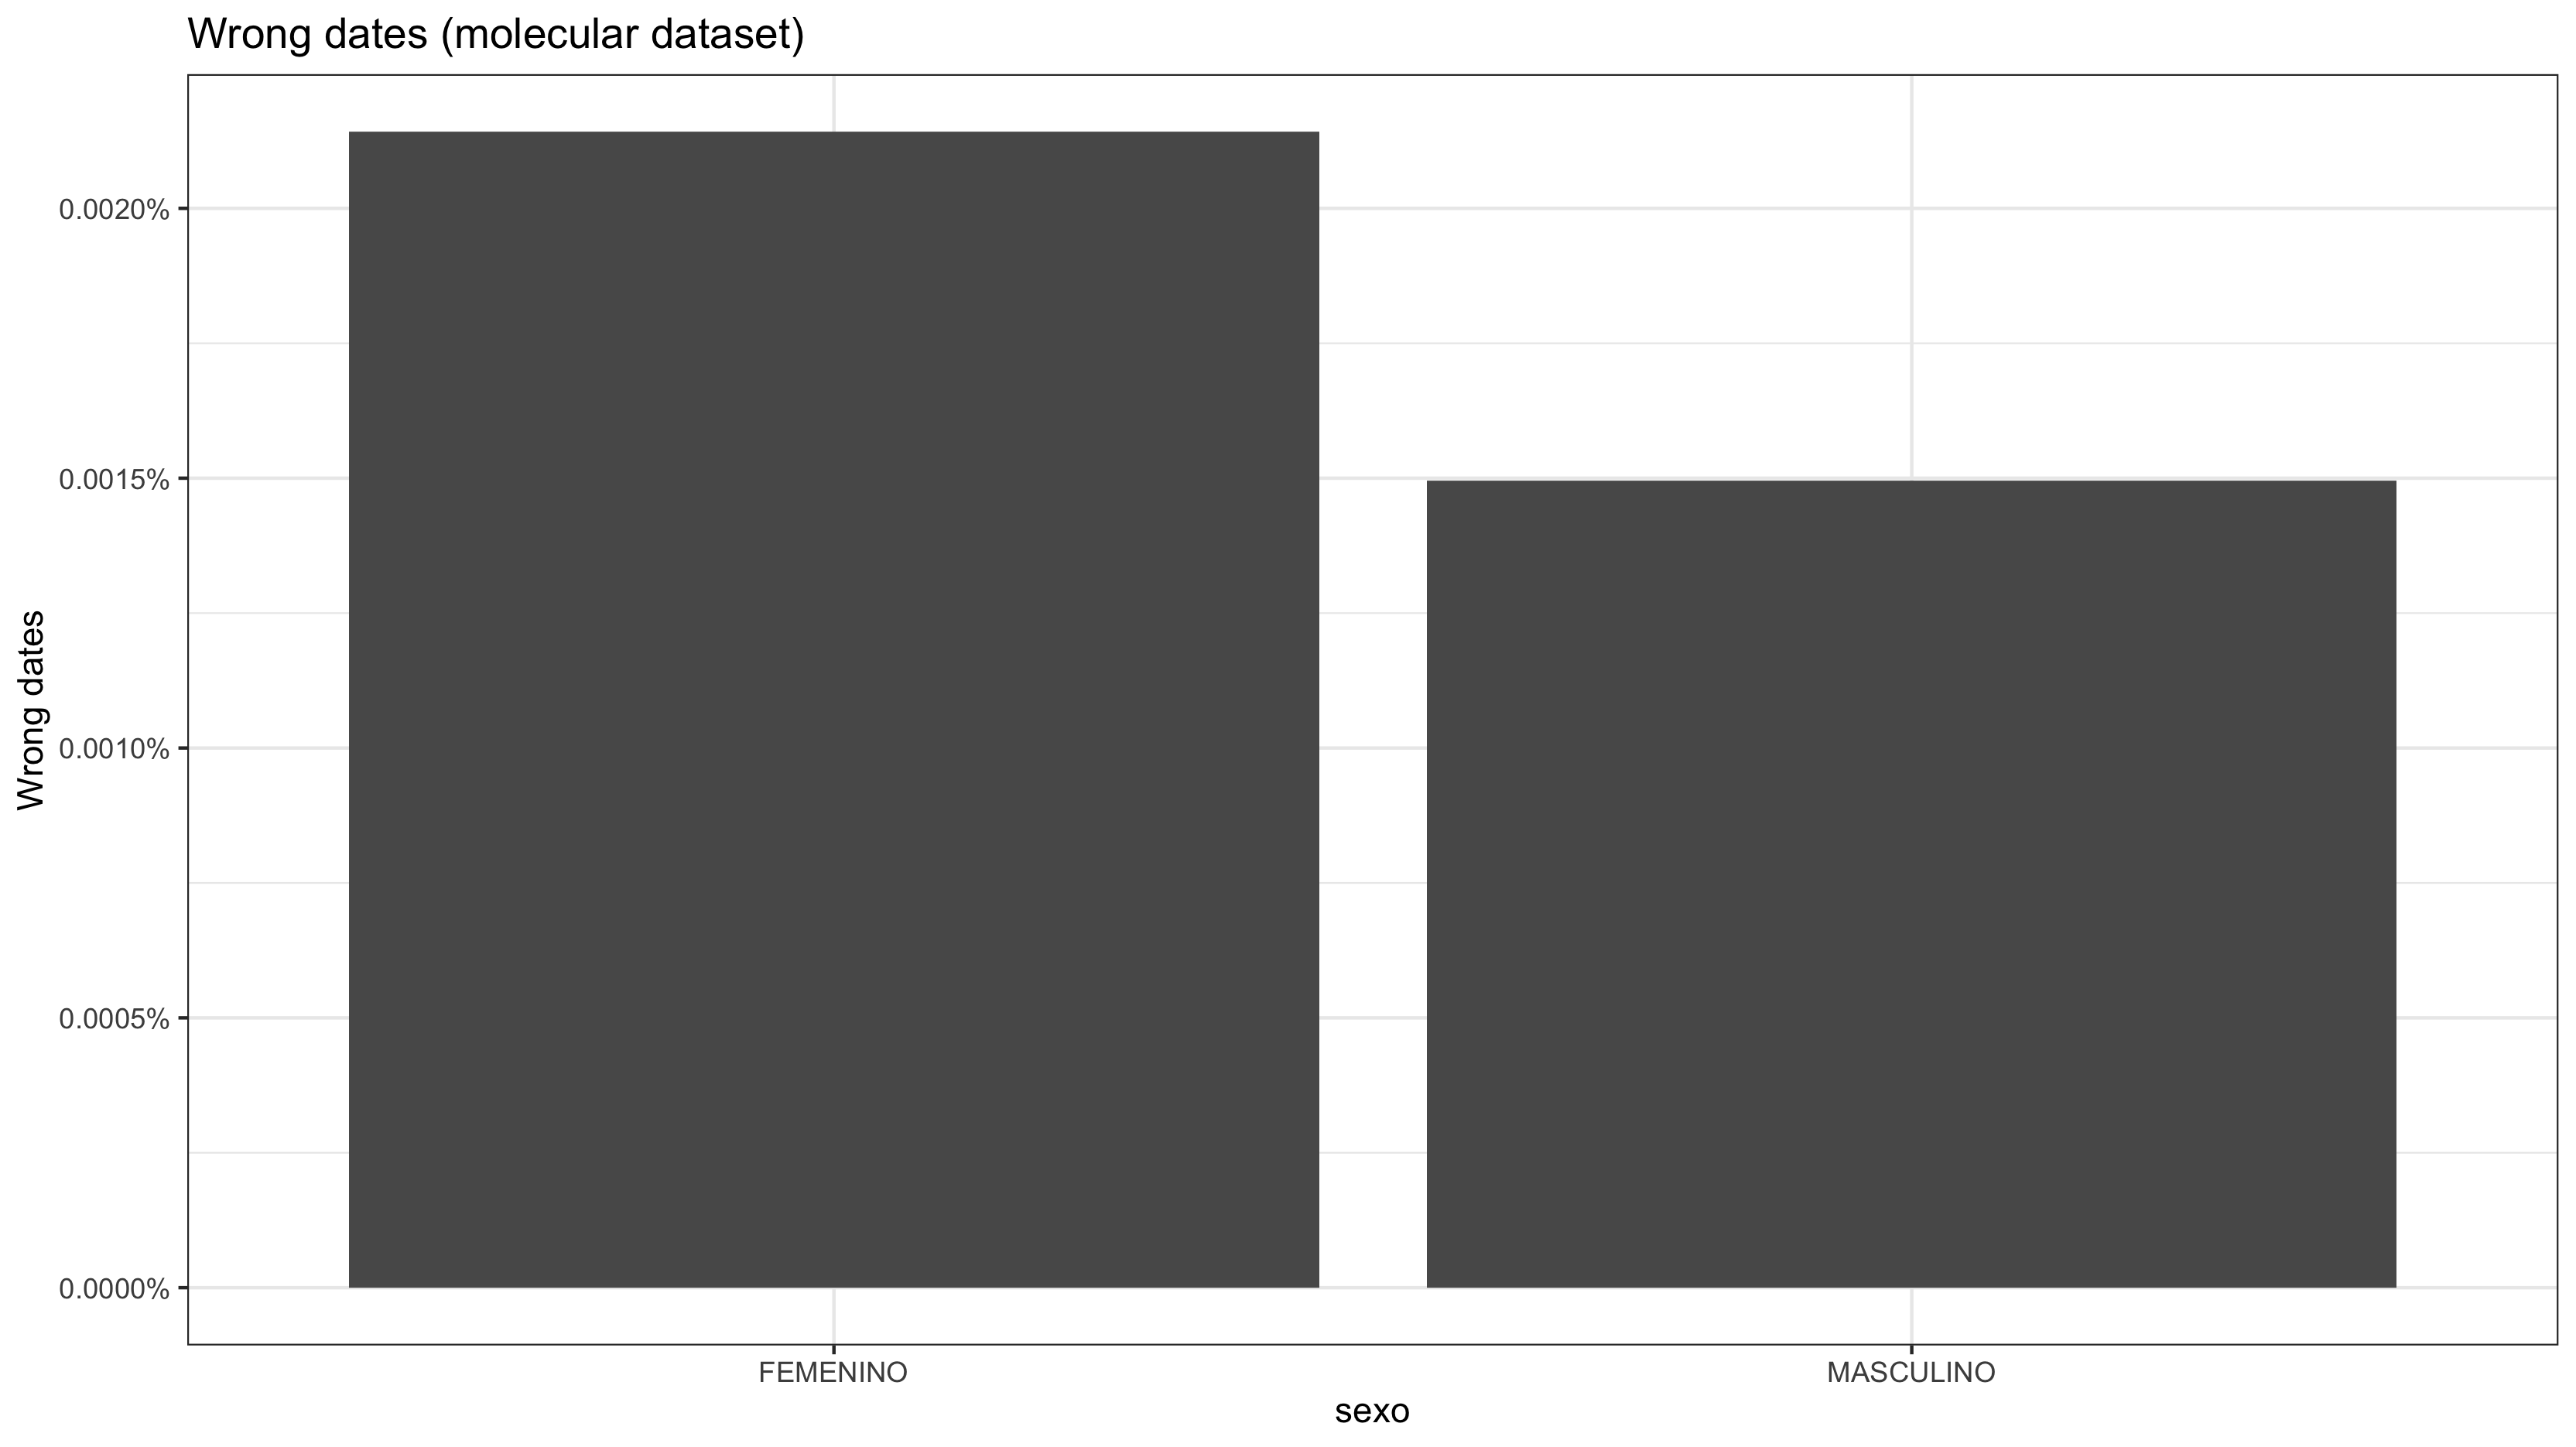 Wrong dates (molecular dataset)
Wrong dates
0.0020%
0.0015%
0.0010%
0.0005%
0.0000%
FEMENINO
MASCULINO
sexo